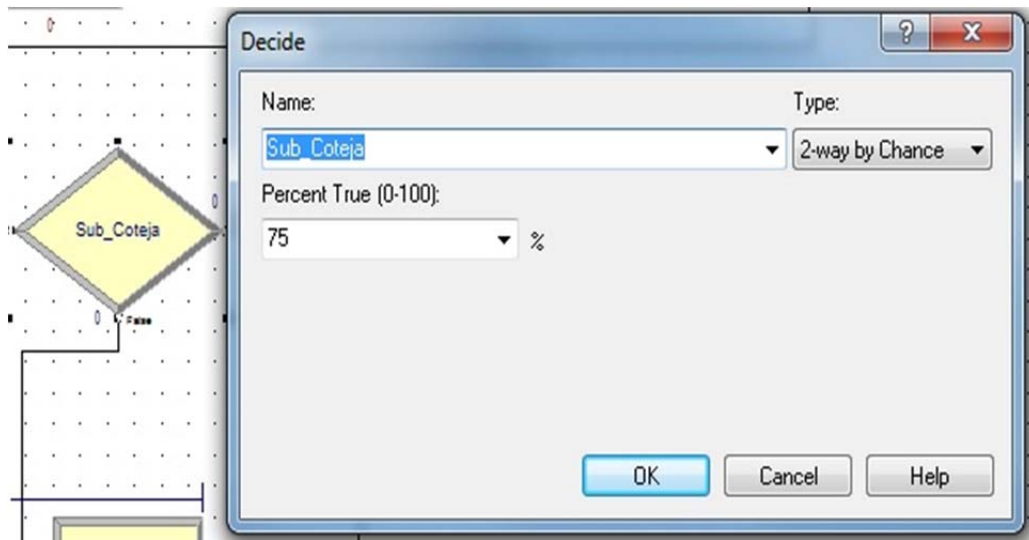 0
Decide
Name:
Type:
Sub_Coteja
2-way by Chance
Percent True (0-100):
75
%
0
Sub_Coteja
0
False
OK
Cancel
Help